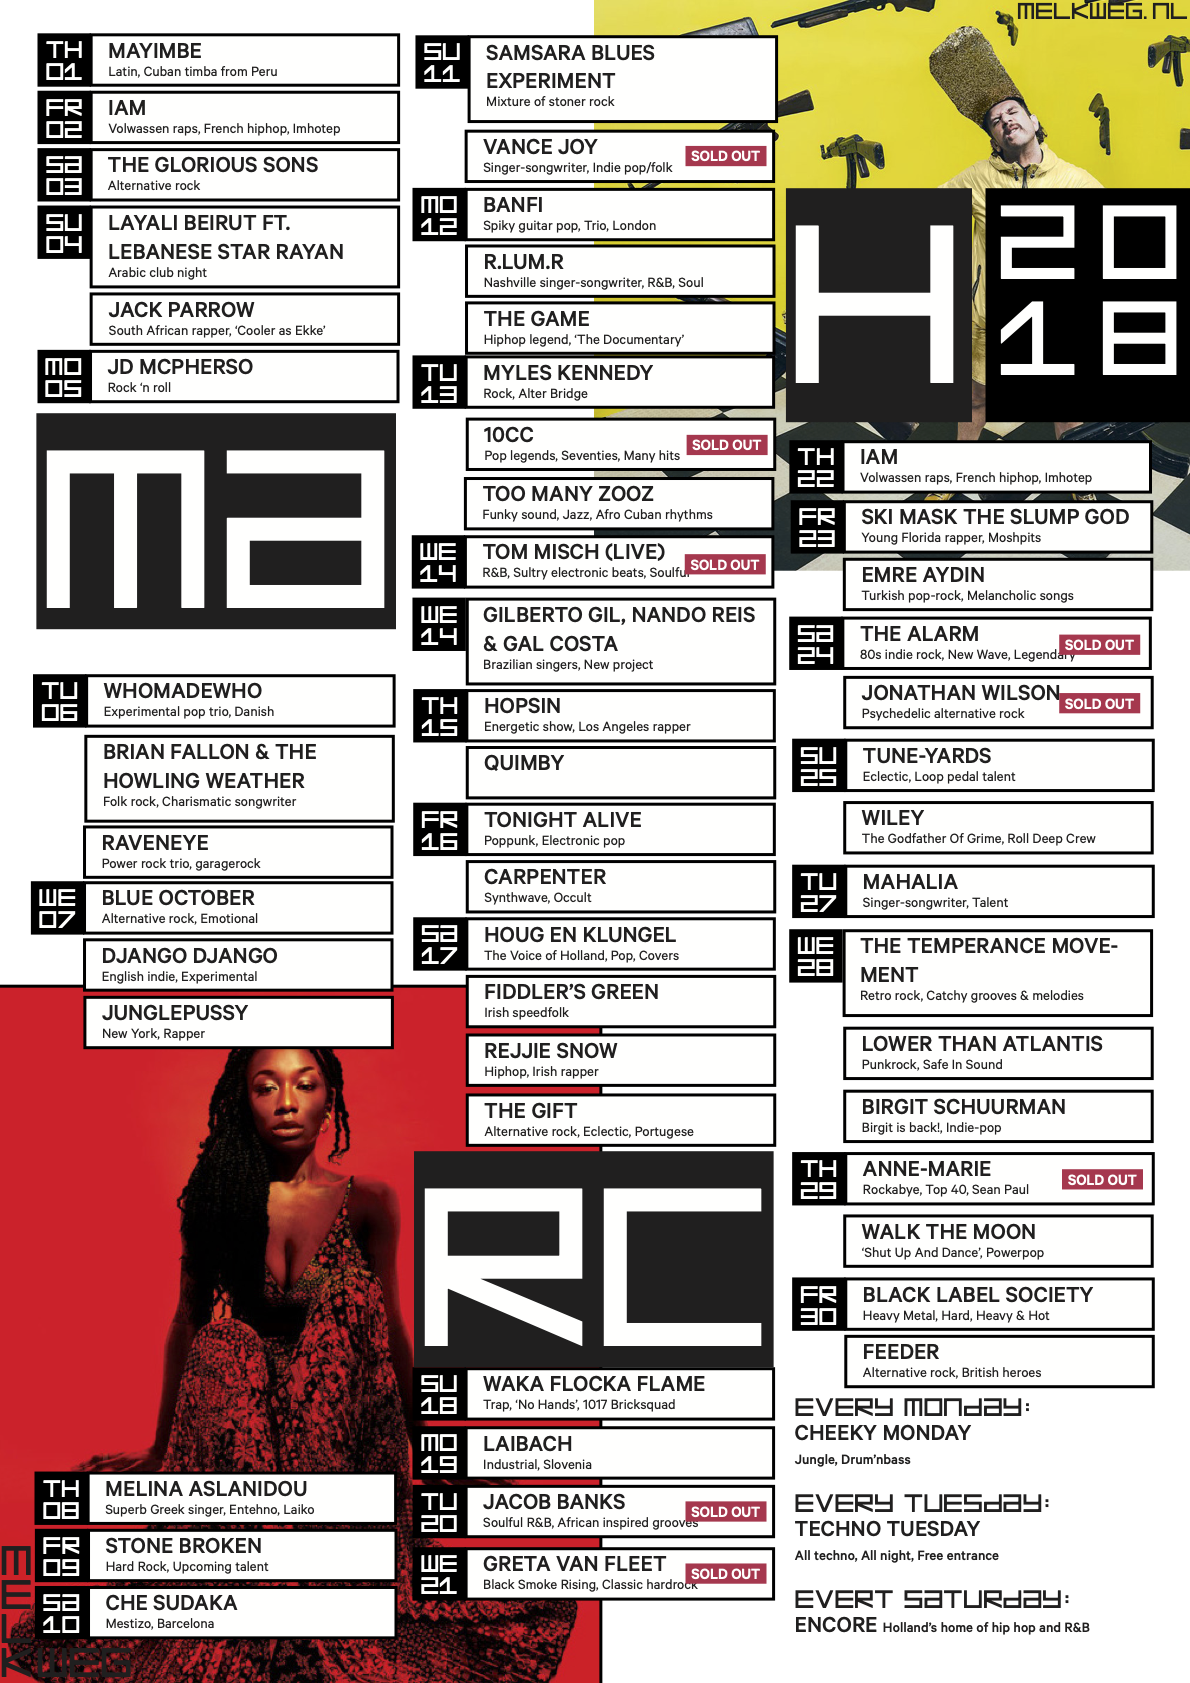 MELKWEG.NL
TH
01
MAYIMBE
Latin, Cuban timba from Peru
FR
02
IAM
Volwassen raps, French hiphop, Imhotep
SA
03
THE GLORIOUS SONS
Alternative rock
SU
04
LAYALI BEIRUT FT.
LEBANESE STAR RAYAN
Arabic club night
JACK PARROW
South African rapper, ‘Cooler as Ekke’
MO
05
JD MCPHERSO
Rock ‘n roll
MA
TU
06
WHOMADEWHO
Experimental pop trio, Danish
BRIAN FALLON & THE
HOWLING WEATHER
Folk rock, Charismatic songwriter
RAVENEYE
Power rock trio, garagerock
WE
07
BLUE OCTOBER
Alternative rock, Emotional
DJANGO DJANGO
English indie, Experimental
JUNGLEPUSSY
New York, Rapper
TH
08
MELINA ASLANIDOU
Superb Greek singer, Entehno, Laiko
FR
09
STONE BROKEN
Hard Rock, Upcoming talent
SA
10
CHE SUDAKA
Mestizo, Barcelona
MELKWEG
SU
11
SAMSARA BLUES
EXPERIMENT
Mixture of stoner rock
VANCE JOY
Singer-songwriter, Indie pop/folk
SOLD OUT
MO
12
BANFI
Spiky guitar pop, Trio, London
R.LUM.R
Nashville singer-songwriter, R&B, Soul
THE GAME
Hiphop legend, ‘The Documentary’
TU
13
MYLES KENNEDY
Rock, Alter Bridge
10CC
Pop legends, Seventies, Many hits
SOLD OUT
TOO MANY ZOOZ
Funky sound, Jazz, Afro Cuban rhythms
WE
14
TOM MISCH (LIVE)
R&B, Sultry electronic beats, Soulful
SOLD OUT
WE
14
GILBERTO GIL, NANDO REIS
& GAL COSTA
Brazilian singers, New project
TH
15
HOPSIN
Energetic show, Los Angeles rapper
QUIMBY
FR
16
TONIGHT ALIVE
Poppunk, Electronic pop
CARPENTER
Synthwave, Occult
SA
17
HOUG EN KLUNGEL
The Voice of Holland, Pop, Covers
FIDDLER’S GREEN
Irish speedfolk
REJJIE SNOW
Hiphop, Irish rapper
THE GIFT
Alternative rock, Eclectic, Portugese
RC
SU
18
WAKA FLOCKA FLAME
Trap, ‘No Hands’, 1017 Bricksquad
MO
19
LAIBACH
Industrial, Slovenia
TU
20
JACOB BANKS
Soulful R&B, African inspired grooves
SOLD OUT
WE
21
GRETA VAN FLEET
Black Smoke Rising, Classic hardrock
SOLD OUT
H
20
18
TH
22
IAM
Volwassen raps, French hiphop, Imhotep
FR
23
SKI MASK THE SLUMP GOD
Young Florida rapper, Moshpits
EMRE AYDIN
Turkish pop-rock, Melancholic songs
SA
24
THE ALARM
80s indie rock, New Wave, Legendary
SOLD OUT
JONATHAN WILSON
Psychedelic alternative rock
SOLD OUT
SU
25
TUNE-YARDS
Eclectic, Loop pedal talent
WILEY
The Godfather Of Grime, Roll Deep Crew
TU
27
MAHALIA
Singer-songwriter, Talent
WE
28
THE TEMPERANCE MOVE-
MENT
Retro rock, Catchy grooves & melodies
LOWER THAN ATLANTIS
Punkrock, Safe In Sound
BIRGIT SCHUURMAN
Birgit is back!, Indie-pop
TH
29
ANNE-MARIE
Rockabye, Top 40, Sean Paul
SOLD OUT
WALK THE MOON
‘Shut Up And Dance’, Powerpop
FR
30
BLACK LABEL SOCIETY
Heavy Metal, Hard, Heavy & Hot
FEEDER
Alternative rock, British heroes
EVERY MONDAY:
CHEEKY MONDAY
Jungle, Drum’nbass
EVERY TUESDAY:
TECHNO TUESDAY
All techno, All night, Free entrance
EVERT SATURDAY:
ENCORE Holland’s home of hip hop and R&B